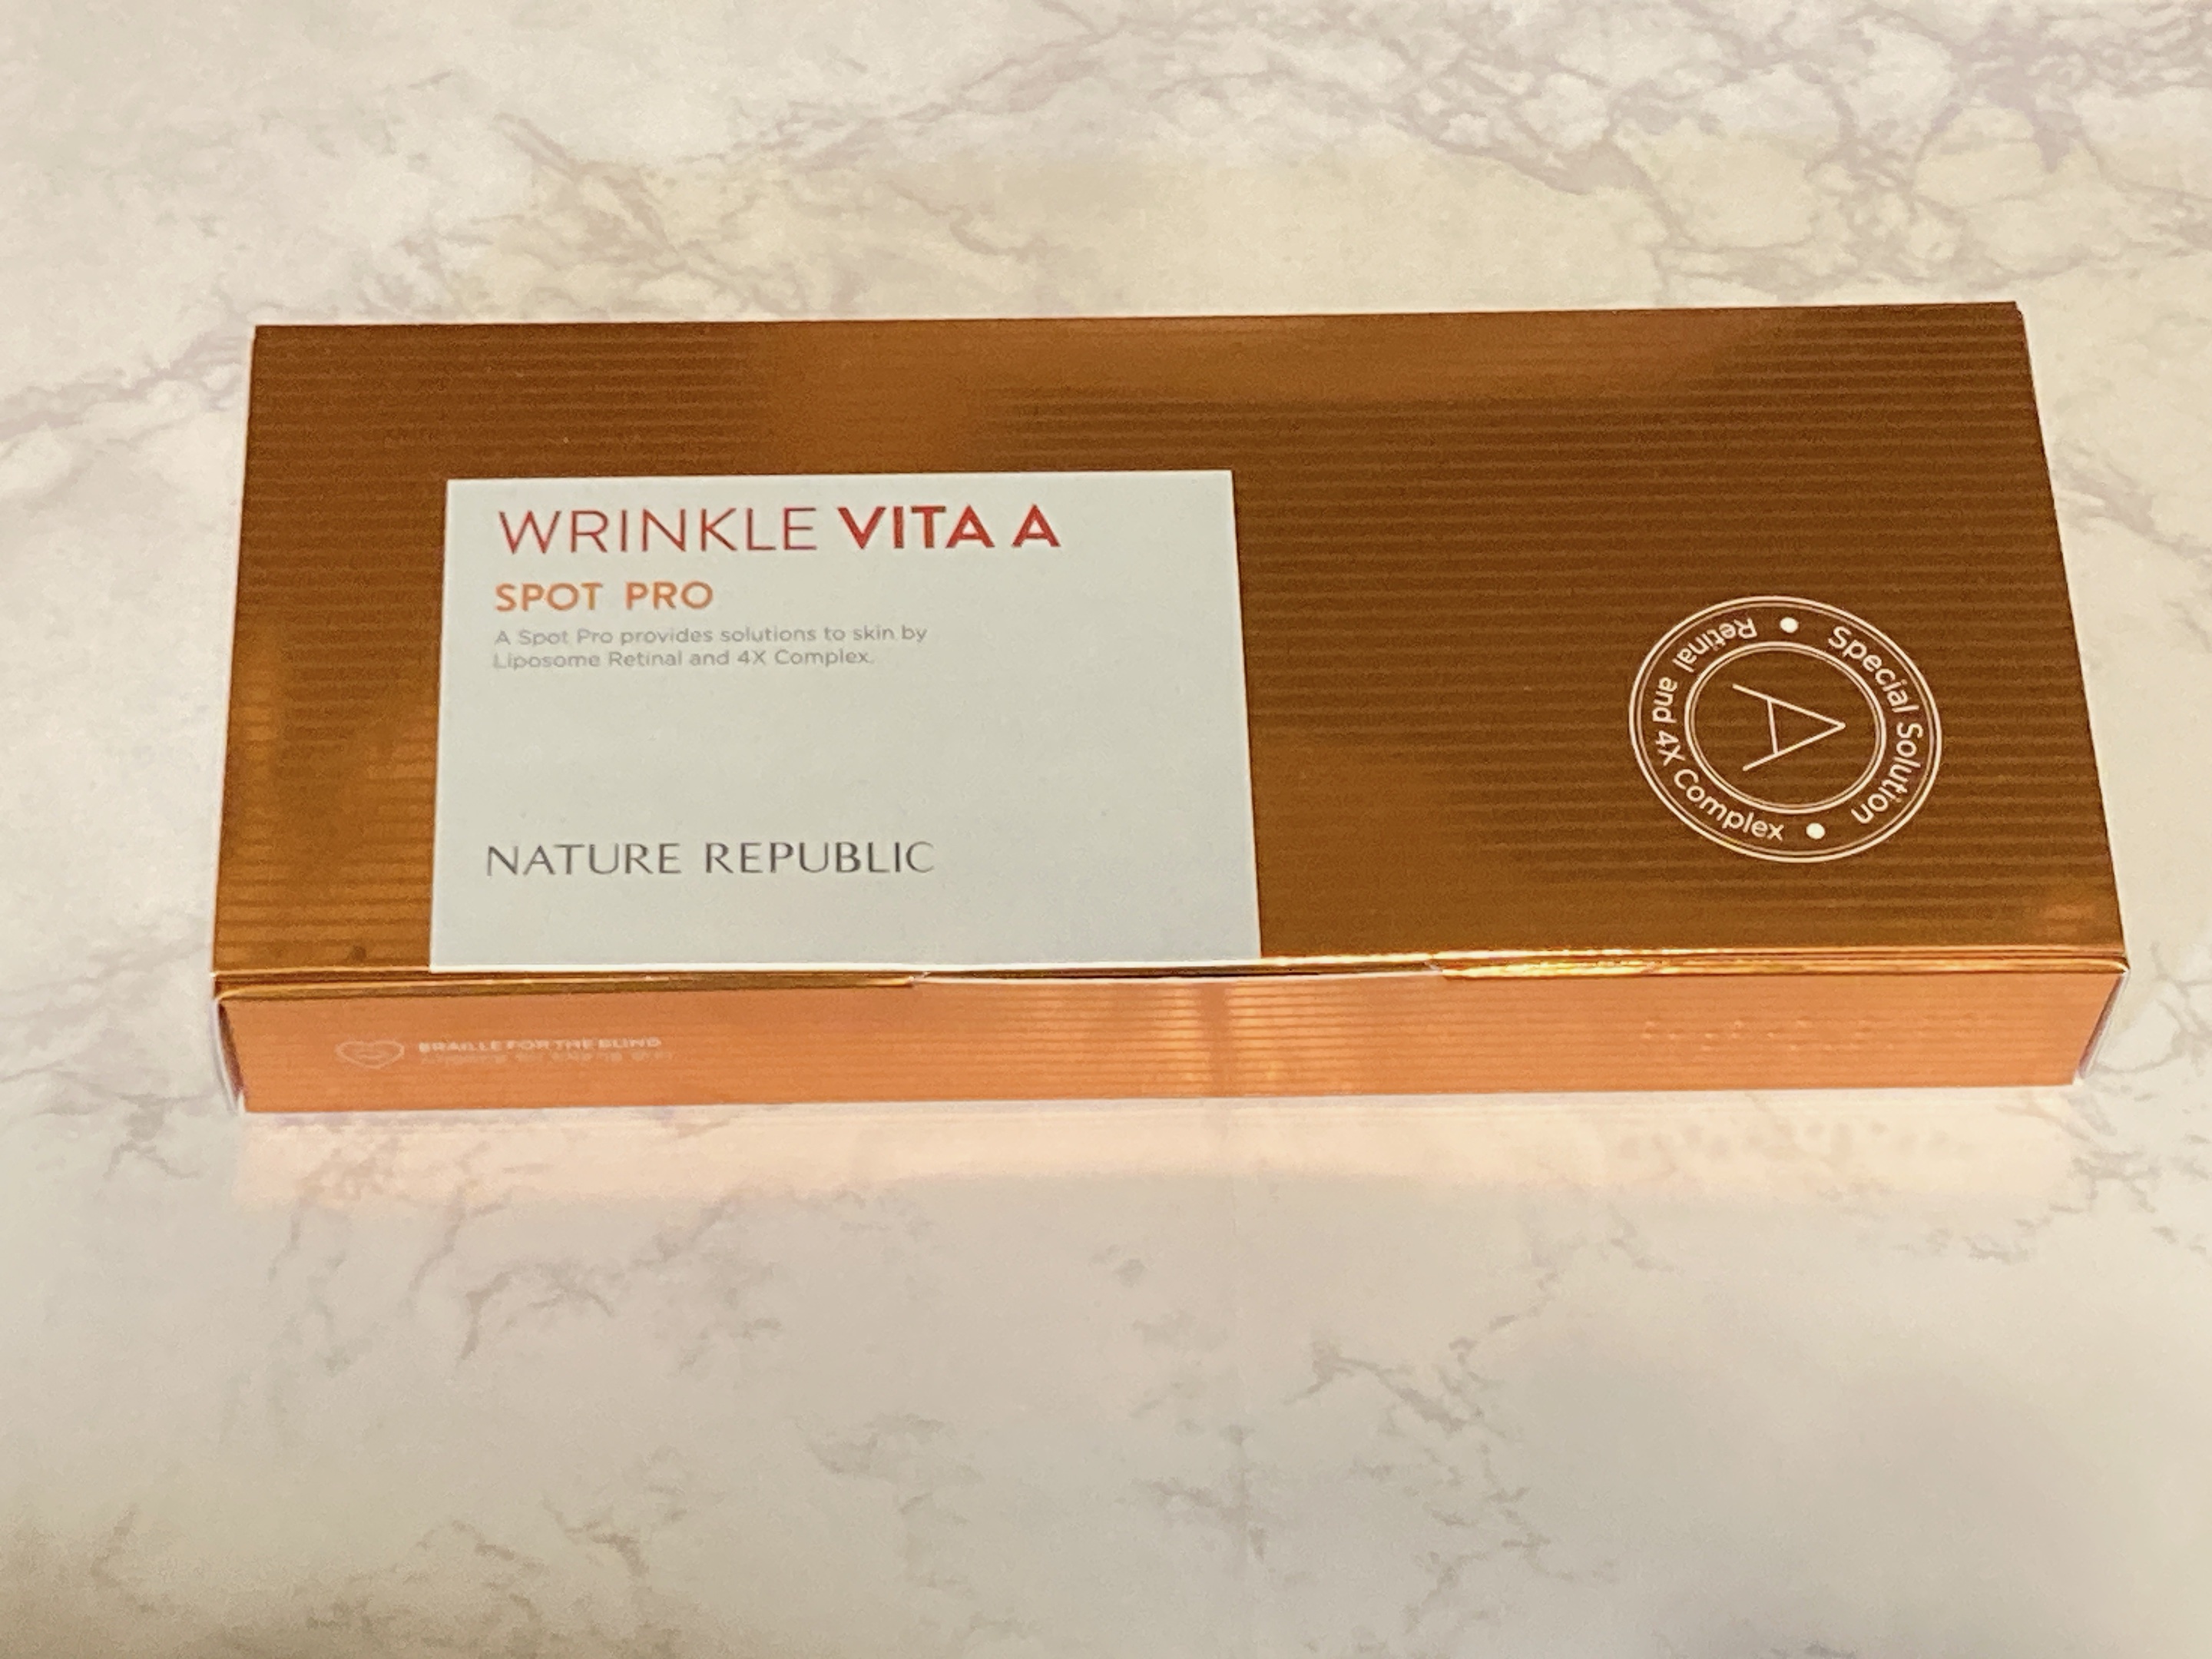 WRINKLE VITA A
SPOT PRO
A Spot Pro provides solutions to skin by
Liposome Retinal and 4X Complex.
NATURE REPUBLIC
Special Solution
Retinal and 4X Complex
A
BRAILLE FOR THE BLIND